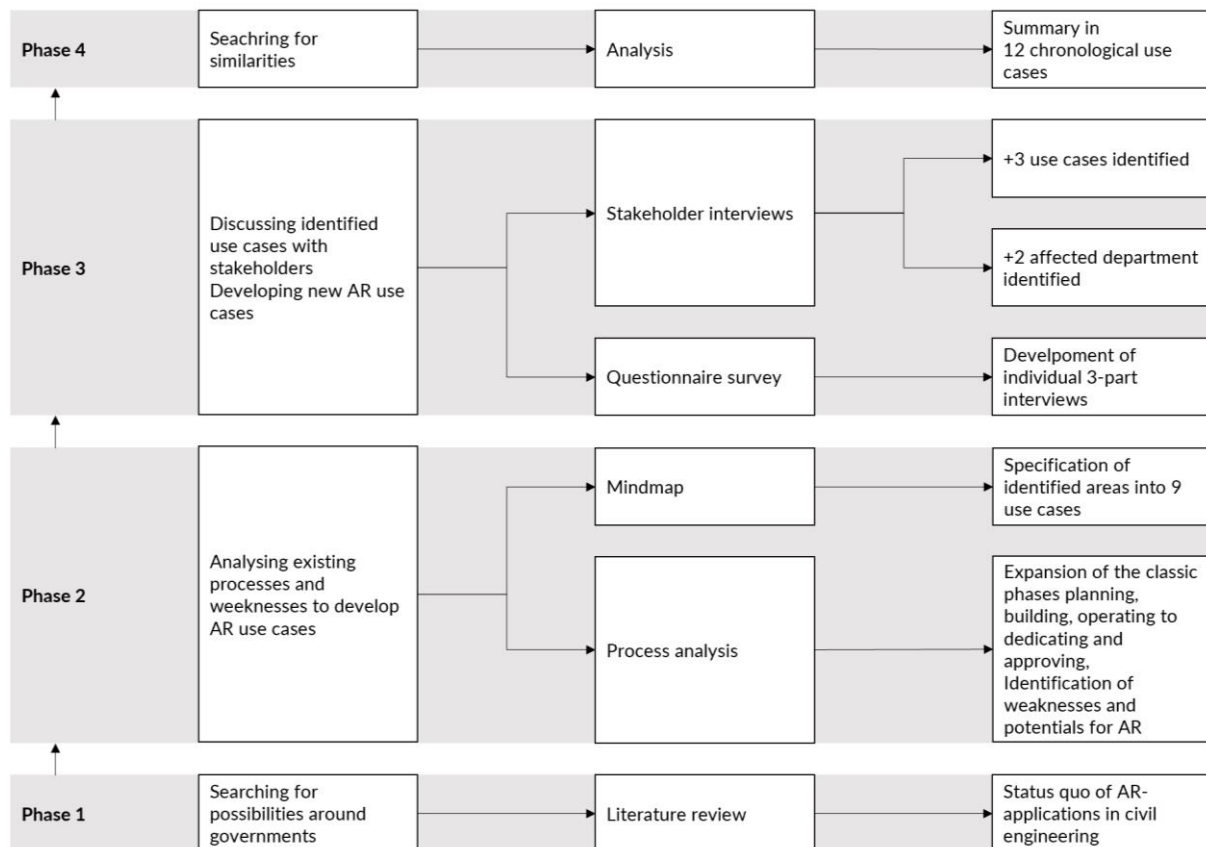 Phase 4
Seachring for
similarities
Analysis
Summary in
12 chronological use
cases
Phase 3
Discussing identified
use cases with
stakeholders
Developing new AR use
cases
Stakeholder interviews
+3 use cases identified
+2 affected department
identified
Questionnaire survey
Develpoment of
individual 3-part
interviews
Phase 2
Analysing existing
processes and
weeknesses to develop
AR use cases
Mindmap
Specification of
identified areas into 9
use cases
Process analysis
Expansion of the classic
phases planning,
building, operating to
dedicating and
approving,
Identification of
weaknesses and
potentials for AR
Phase 1
Searching for
possibilities around
governments
Literature review
Status quo of AR-
applications in civil
engineering